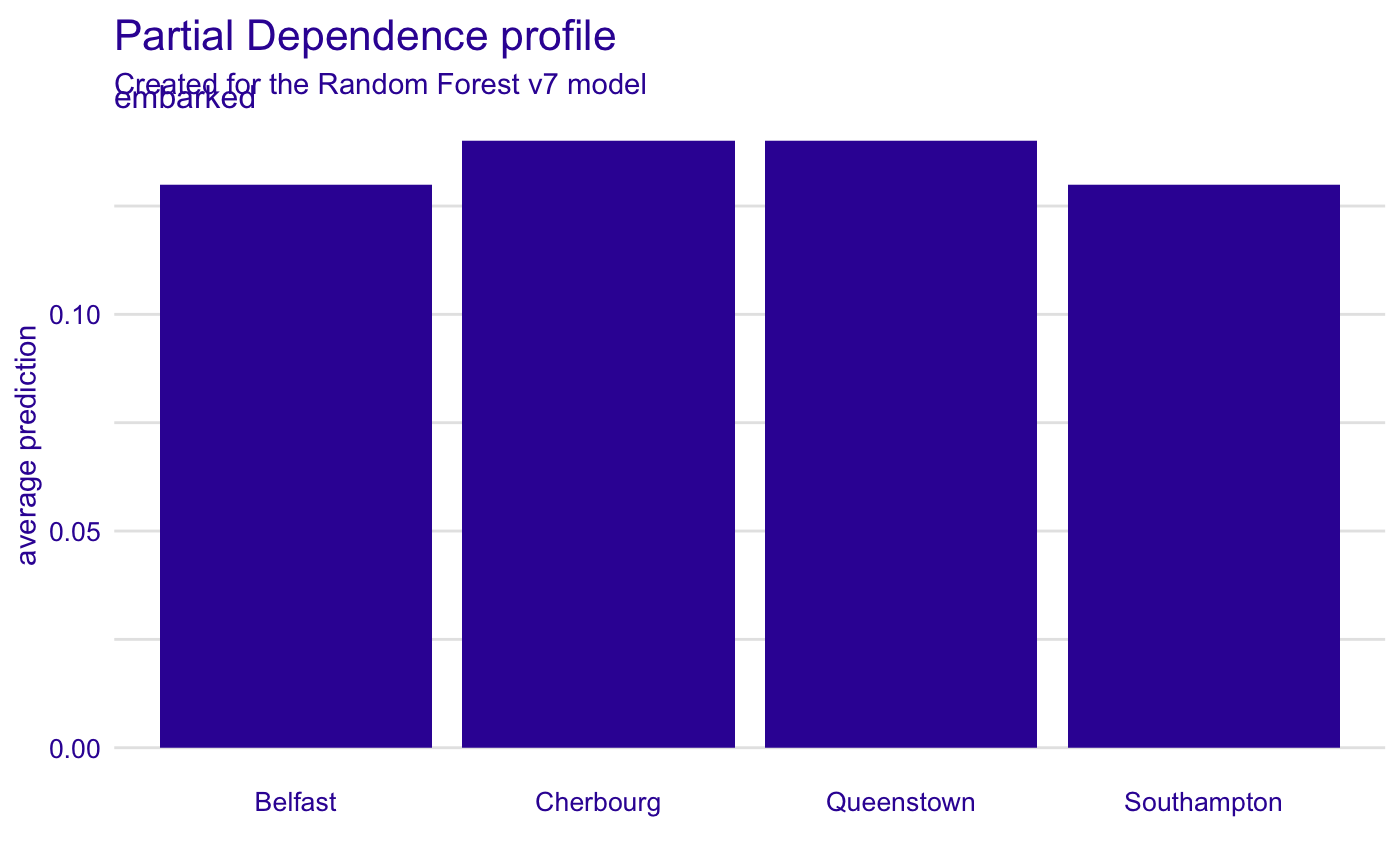 Partial Dependence profile
Created for the Random Forest v7 model
embarked
average prediction
0.10
0.05
0.00
Belfast
Cherbourg
Queenstown
Southampton